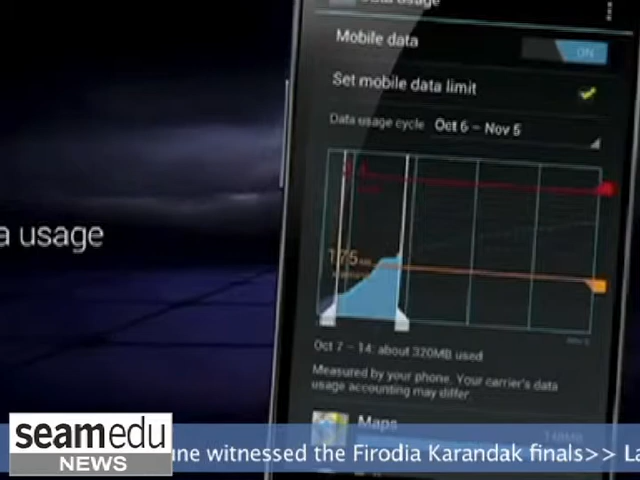 Data usage
Mobile data
ON
Set mobile data limit
Data usage cycle Oct 6 – Nov 5
a usage
Oct 7 – 14: about 320MB used
Measured by your phone. Your carrier's data
usage accounting may differ.
Maps
seamedu
NEWS
une witnessed the Firodia Karandak finals>> La